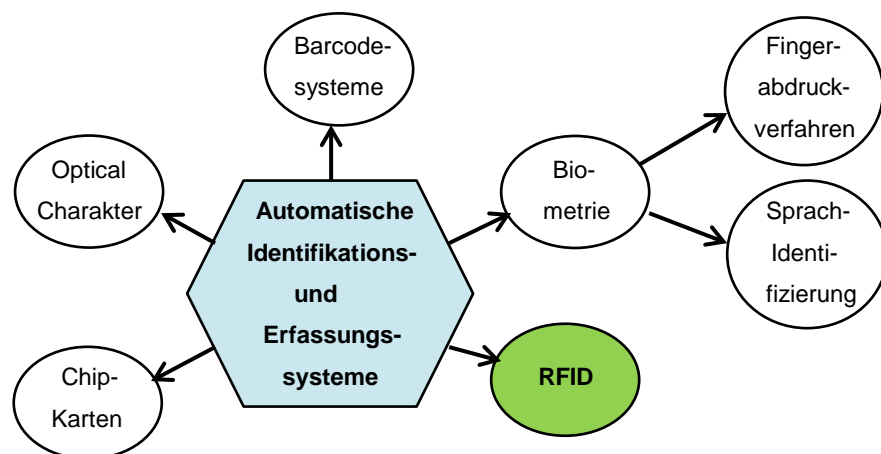 Barcode-
systeme
Finger-
abdruck-
verfahren
Optical
Charakter
Bio-
metrie
Automatische
Identifikations-
und
Erfassungs-
systeme
Sprach-
Identi-
fizierung
Chip-
Karten
RFID